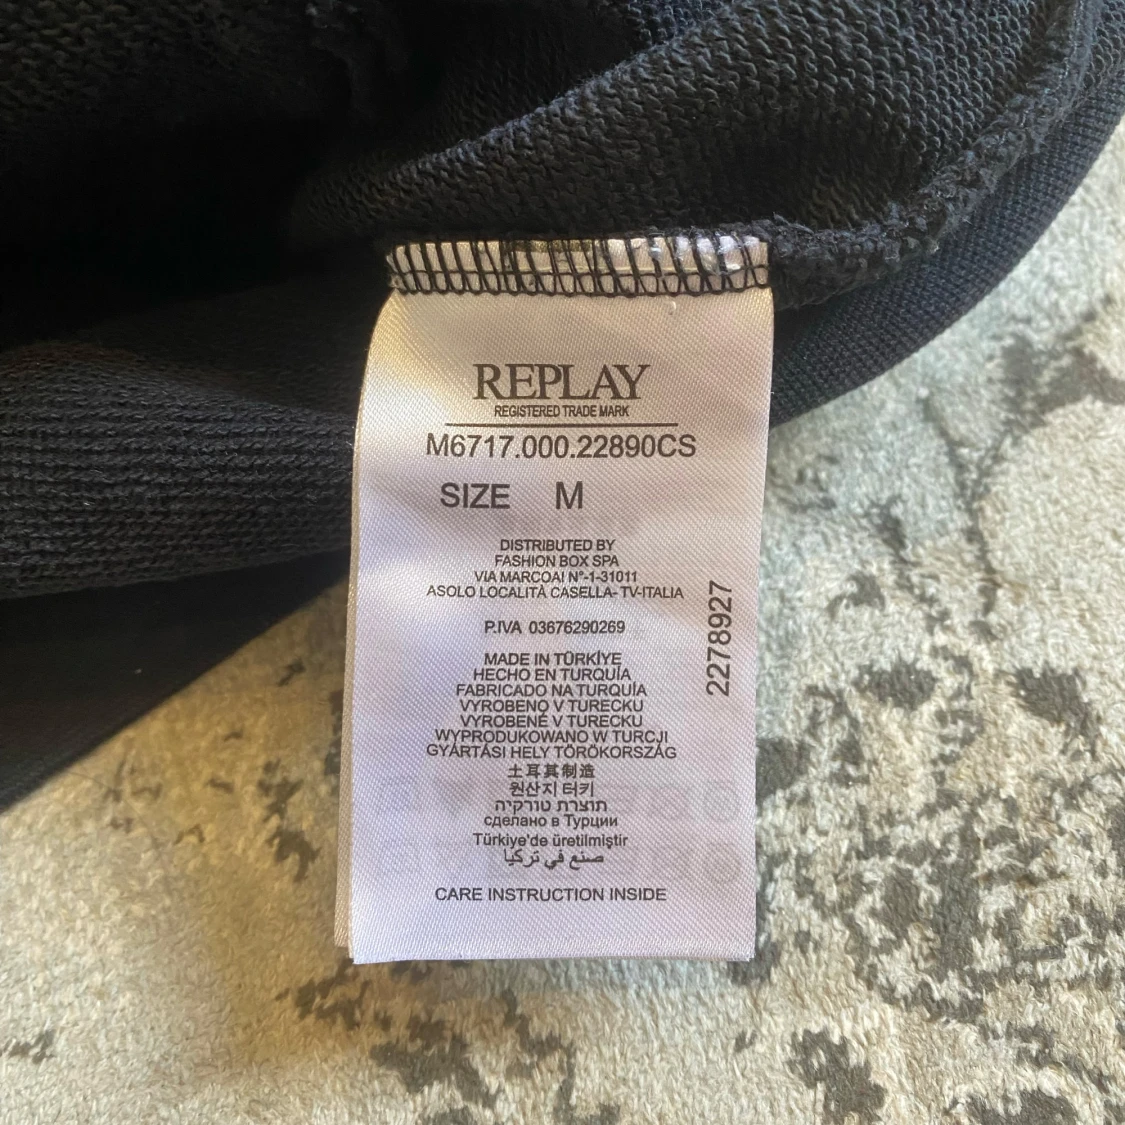 REPLAY
REGISTERED TRADE MARK
M6717.000.22890CS
SIZE M
DISTRIBUTED BY
FASHION BOX SPA
VIA MARCOAI N°-1-31011
ASOLO LOCALITÀ CASELLA- TV-ITALIA
P.IVA 03676290269
2278927
MADE IN TÜRKİYE
HECHO EN TURQUÍA
FABRICADO NA TURQUÍA
VYROBENO V TURECKU
VYROBENÉ V TURECKU
WYPRODUKOWANO W TURCJI
GYÁRTÁSI HELY TÖRÖKORSZÁG
土耳其制造
원산지 터키
תוצרת טורקיה
сделано в Турции
Türkiye'de üretilmiştir
صنع في تركيا
CARE INSTRUCTION INSIDE